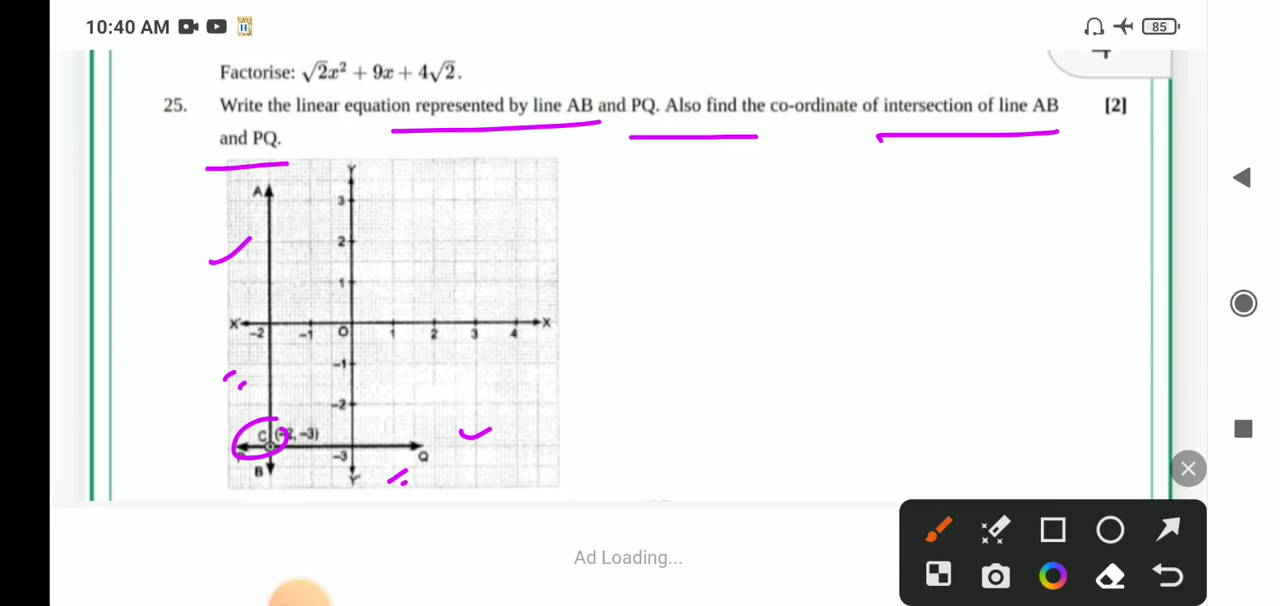 10:40 AM
85
Factorise: √2x² + 9x + 4√2.
25. Write the linear equation represented by line AB and PQ. Also find the co-ordinate of intersection of line AB [2]
and PQ.
A
Y
3
2
1
X'
-2
-1
O
1
2
3
4
X
-1
-2
C (-2, -3)
P
-3
Q
B
Y'
Ad Loading...